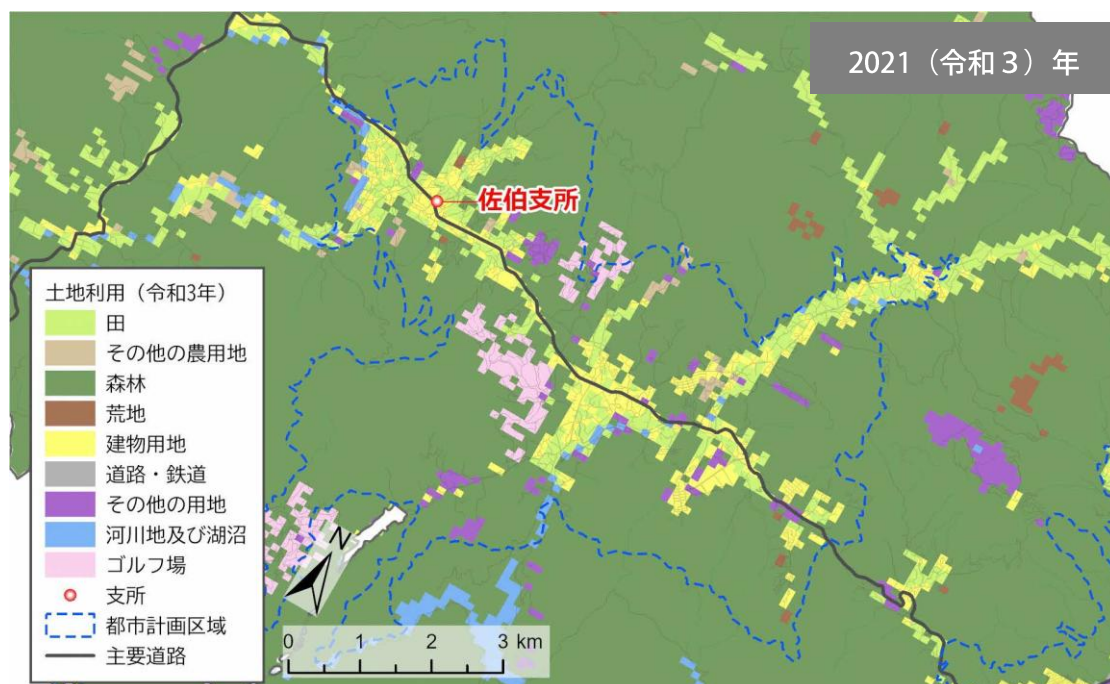 2021（令和３）年
佐伯支所
土地利用（令和3年）
田
その他の農用地
森林
荒地
建物用地
道路・鉄道
その他の用地
河川地及び湖沼
ゴルフ場
支所
都市計画区域
主要道路
N
0 1 2 3 km